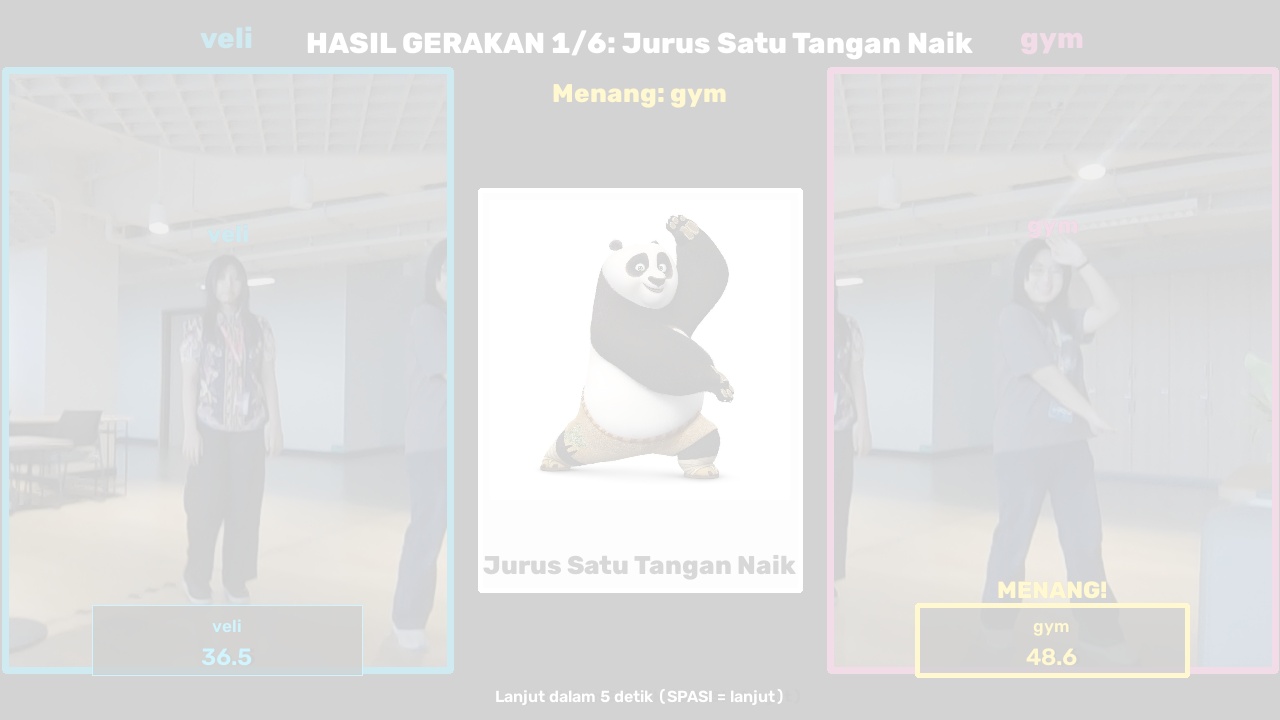 veli
HASIL GERAKAN 1/6: Jurus Satu Tangan Naik
gym
Menang: gym
veli
gym
Jurus Satu Tangan Naik
MENANG!
veli
36.5
gym
48.6
Lanjut dalam 5 detik (SPASI = lanjut)